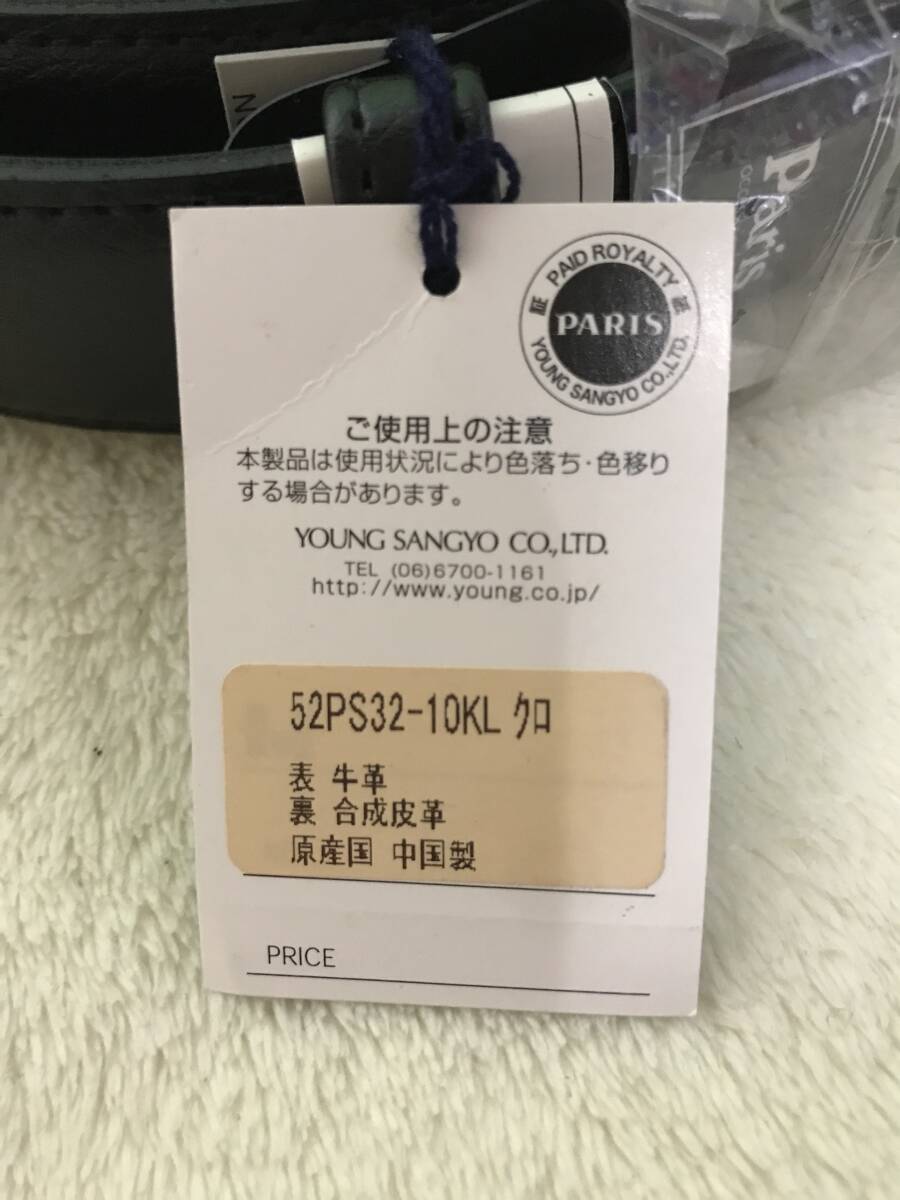 N
Paris
PAID ROYALTY
証 紙
PARIS
YOUNG SANGYO CO.,LTD.
ご使用上の注意
本製品は使用状況により色落ち・色移り
する場合があります。
YOUNG SANGYO CO.,LTD.
TEL (06)6700-1161
http://www.young.co.jp/
52PS32-10KL クロ
表 牛革
裏 合成皮革
原産国 中国製
PRICE